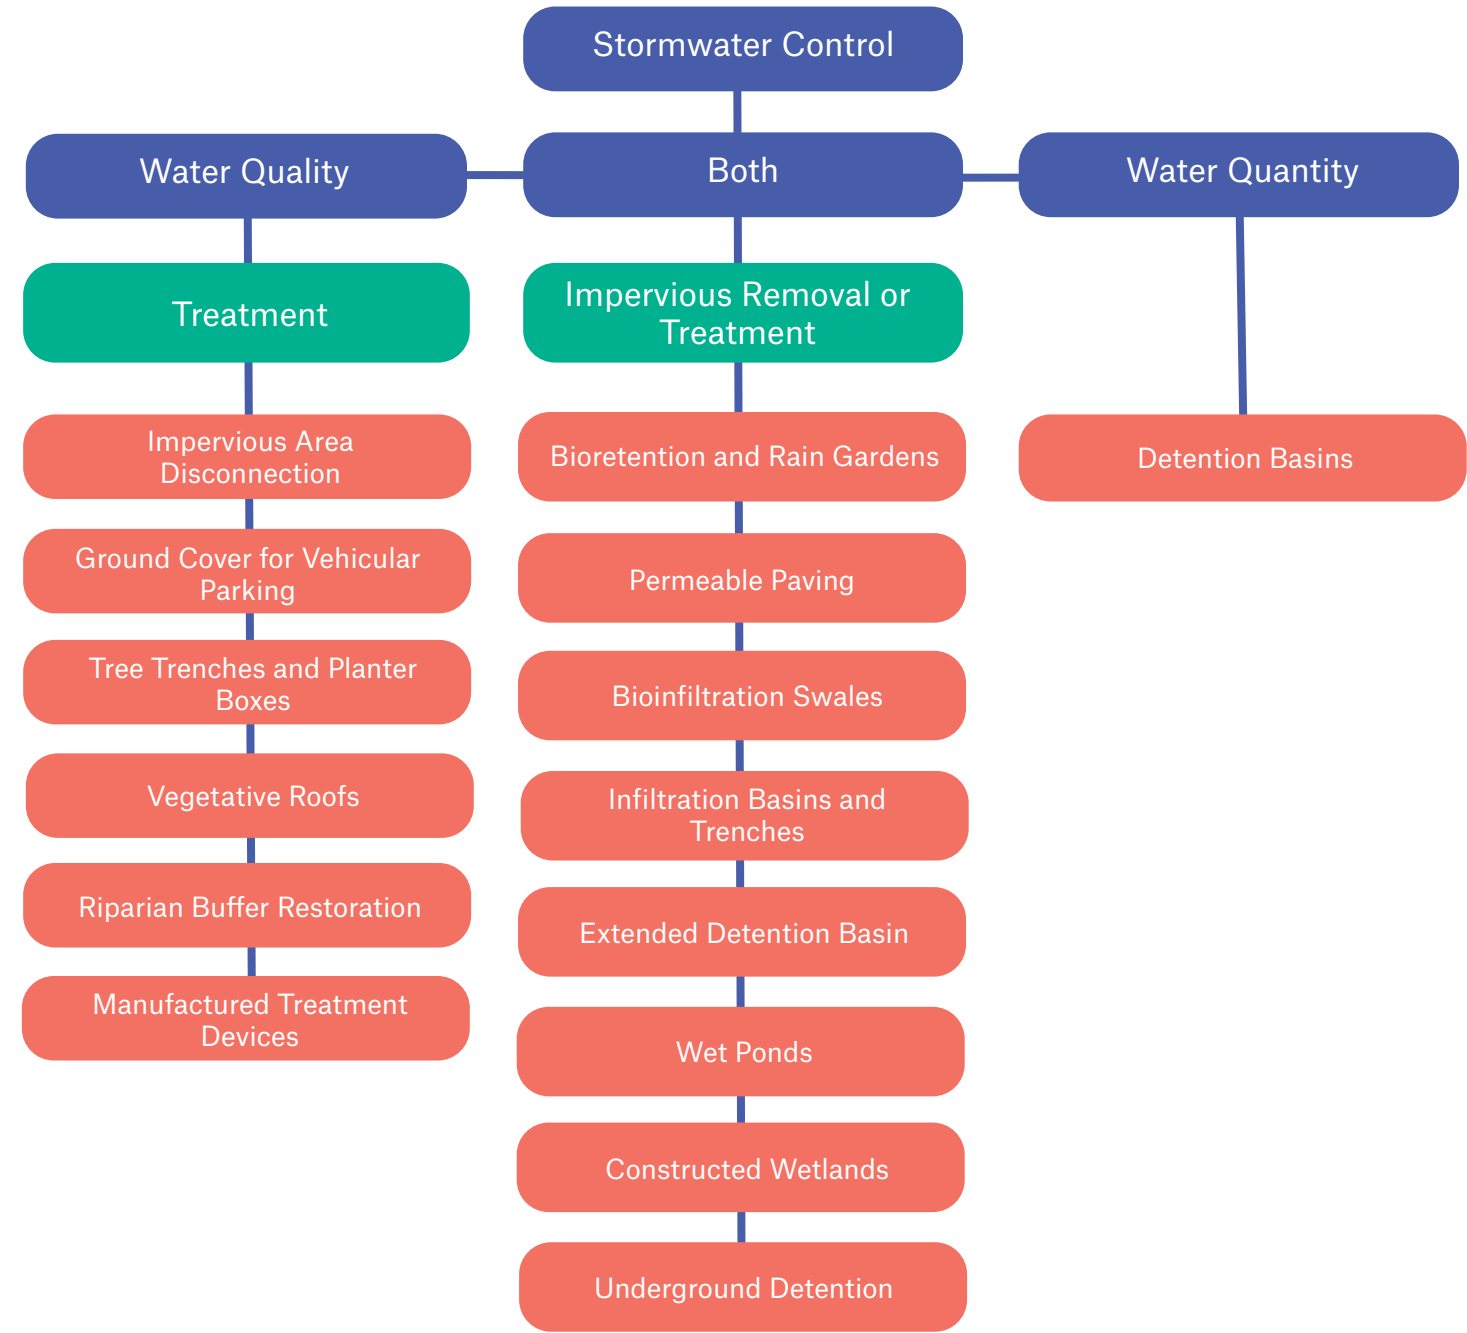 Stormwater Control
Water Quality
Both
Water Quantity
Treatment
Impervious Removal or
Treatment
Impervious Area
Disconnection
Ground Cover for Vehicular
Parking
Tree Trenches and Planter
Boxes
Vegetative Roofs
Riparian Buffer Restoration
Manufactured Treatment
Devices
Bioretention and Rain Gardens
Permeable Paving
Bioinfiltration Swales
Infiltration Basins and
Trenches
Extended Detention Basin
Wet Ponds
Constructed Wetlands
Underground Detention
Detention Basins